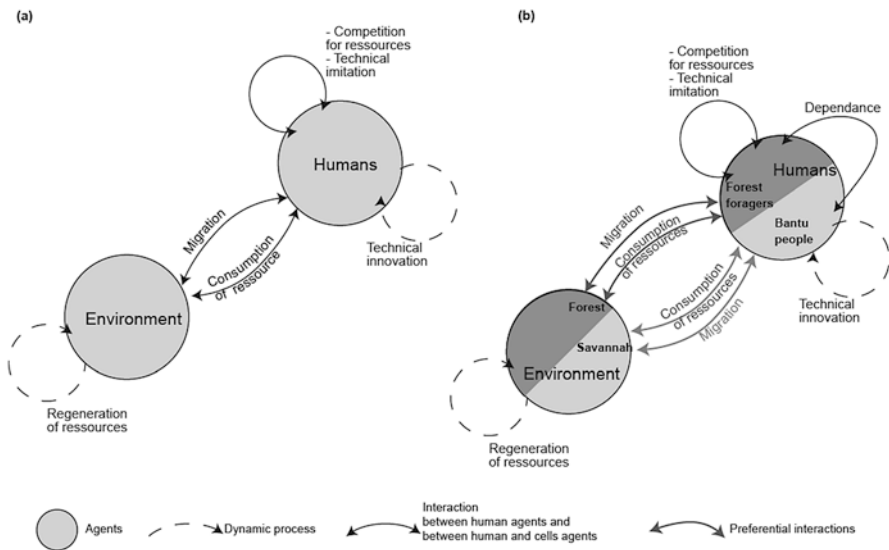 (a)
- Competition
for ressources
- Technical
imitation
Humans
Migration
Consumption
of ressource
Technical
innovation
Environment
Regeneration
of ressources
(b)
- Competition
for ressources
- Technical
imitation
Dependance
Humans
Forest
foragers
Bantu
people
Migration
Consumption
of ressources
Consumption
of ressources
Migration
Technical
innovation
Forest
Savannah
Environment
Regeneration
of ressources
Agents
Dynamic process
Interaction
between human agents and
between human and cells agents
Preferential interactions